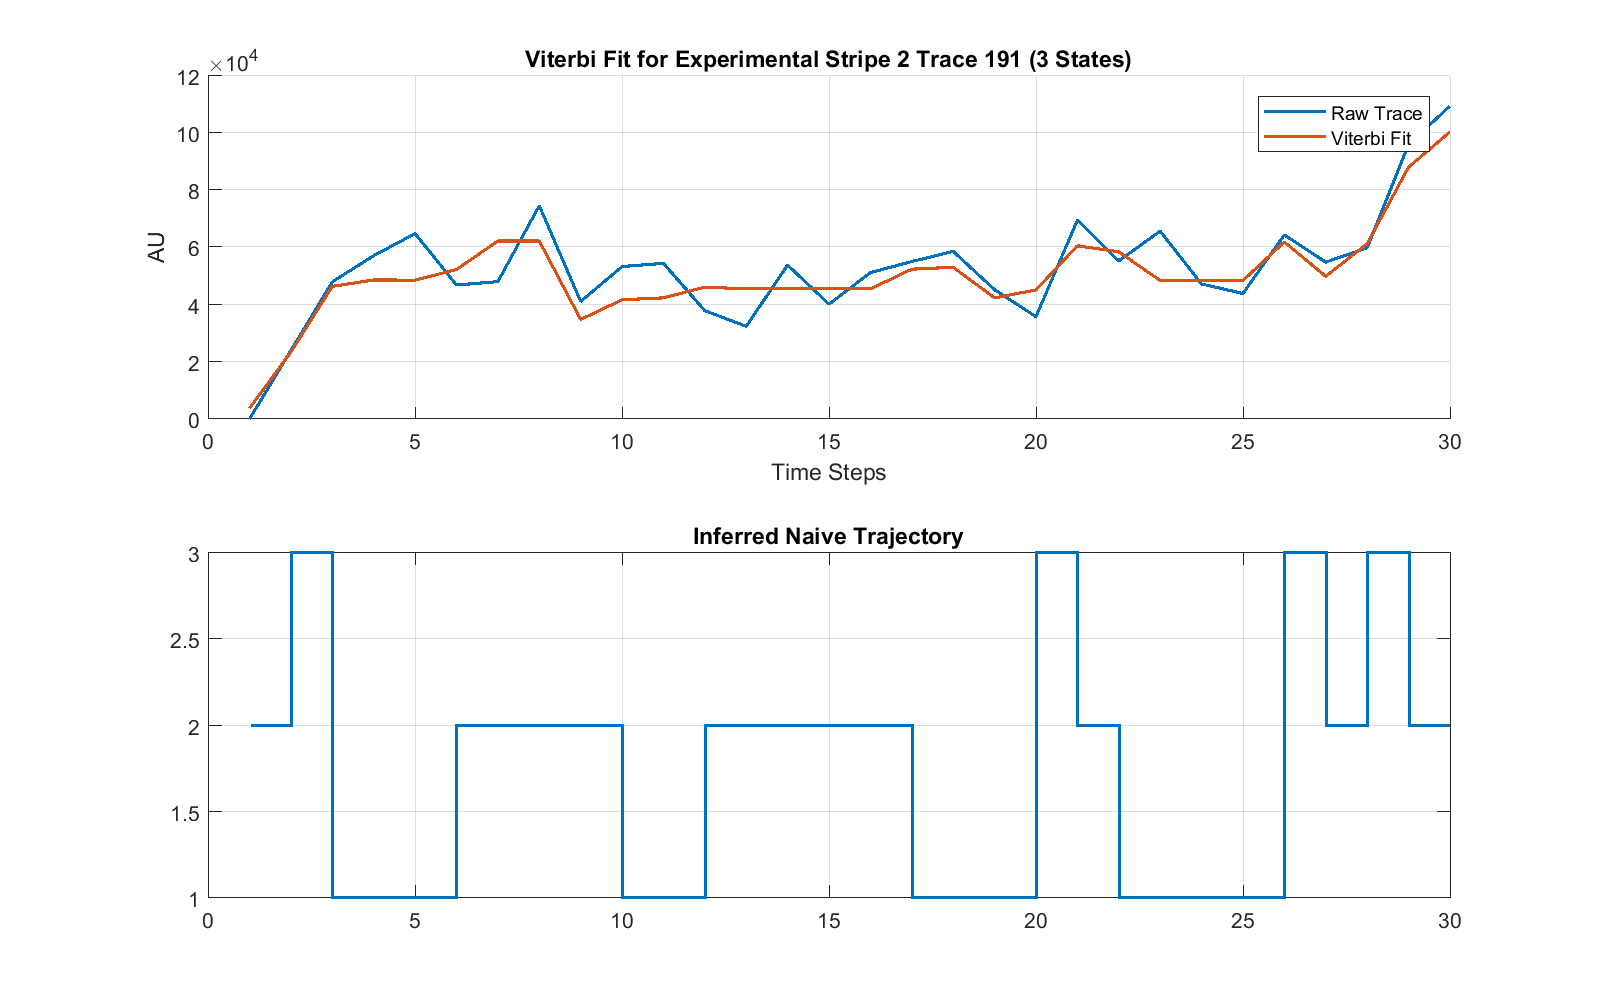 ×10^4
Viterbi Fit for Experimental Stripe 2 Trace 191 (3 States)
12
10
8
6
4
2
0
AU
Raw Trace
Viterbi Fit
0 5 10 15 20 25 30
Time Steps
Inferred Naive Trajectory
3
2.5
2
1.5
1
0 5 10 15 20 25 30